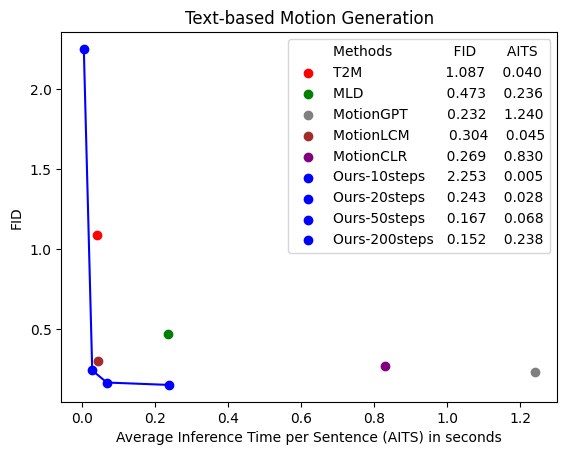 Text-based Motion Generation
Methods FID AITS
T2M 1.087 0.040
MLD 0.473 0.236
MotionGPT 0.232 1.240
MotionLCM 0.304 0.045
MotionCLR 0.269 0.830
Ours-10steps 2.253 0.005
Ours-20steps 0.243 0.028
Ours-50steps 0.167 0.068
Ours-200steps 0.152 0.238
FID
2.0
1.5
1.0
0.5
0.0 0.2 0.4 0.6 0.8 1.0 1.2
Average Inference Time per Sentence (AITS) in seconds